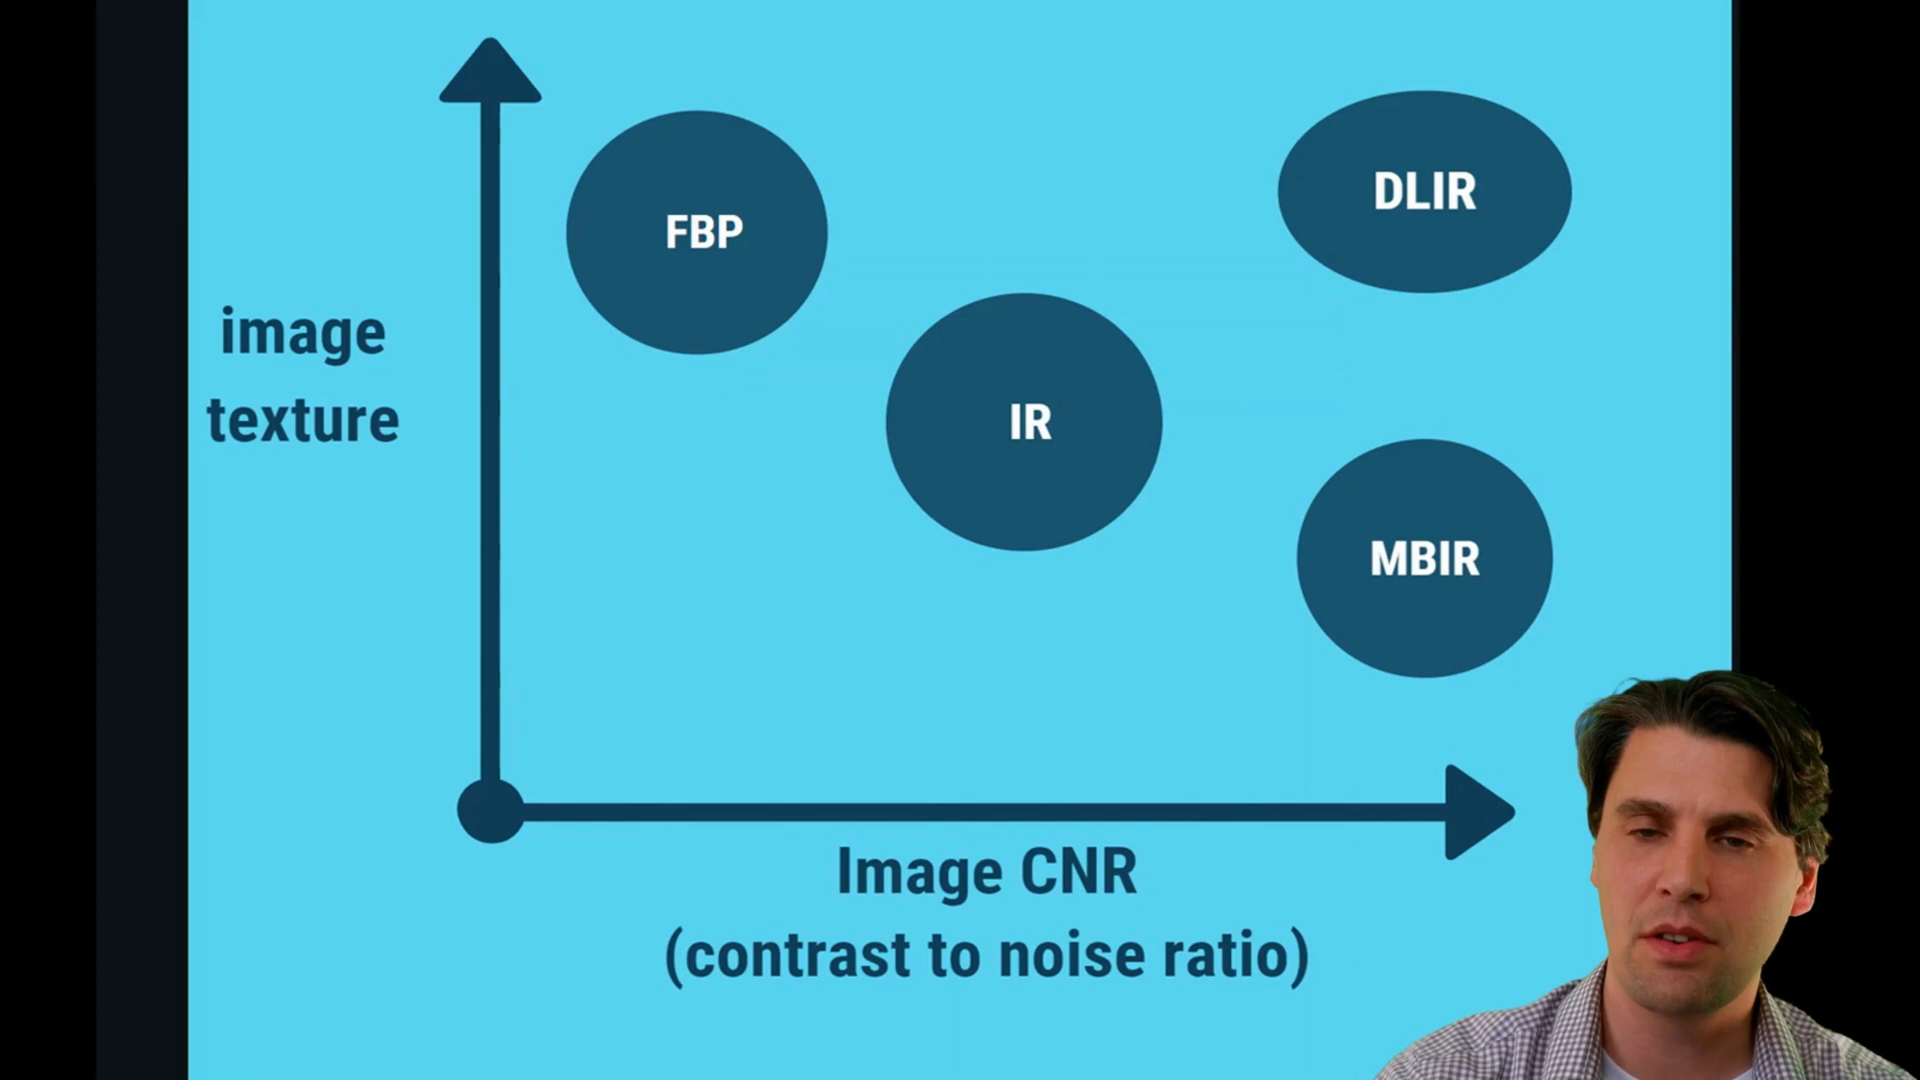 FBP
DLIR
IR
MBIR
image
texture
Image CNR
(contrast to noise ratio)